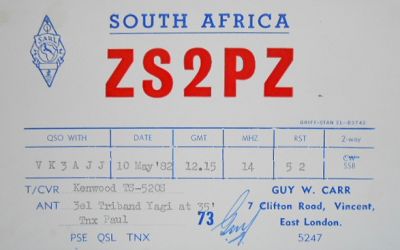 SOUTH AFRICA
SARL
2
ZS2PZ
QSO WITH DATE GMT MHZ RST 2-way
VK3AJJ 10 May '82 12.15 14 52 CW
SSB
T/CVR Kenwood TS-520S GUY W. CARR
ANT 3el Triband Yagi at 35' 7 Clifton Road, Vincent,
Tnx Paul 73 Guy East London.
PSE QSL TNX 5247